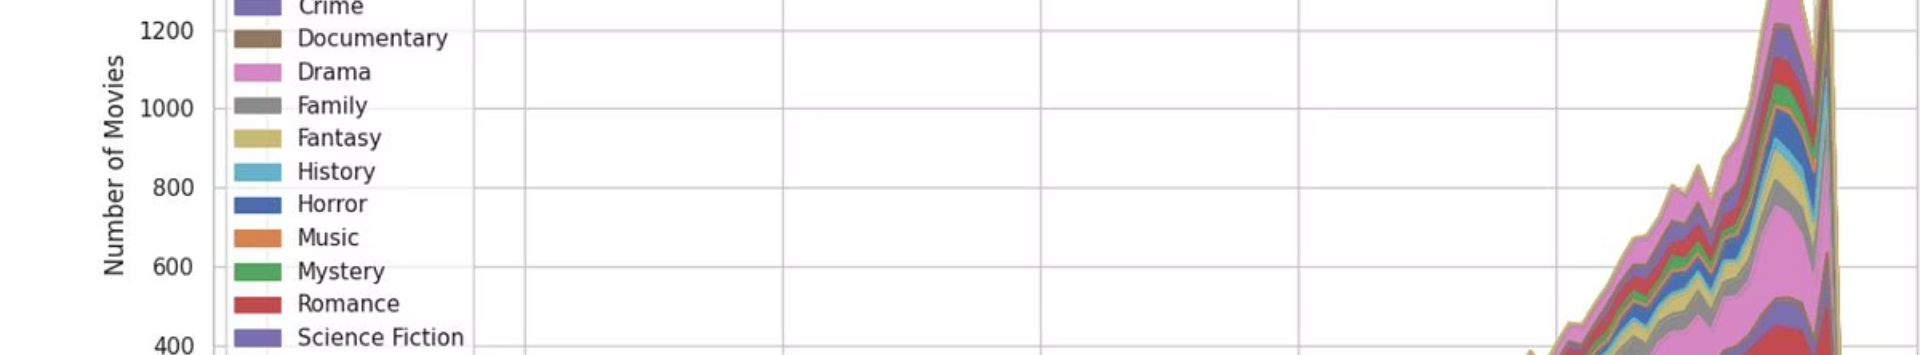 Crime
1200
Documentary
Drama
Number of Movies
1000
Family
Fantasy
History
800
Horror
Music
600
Mystery
Romance
Science Fiction
400